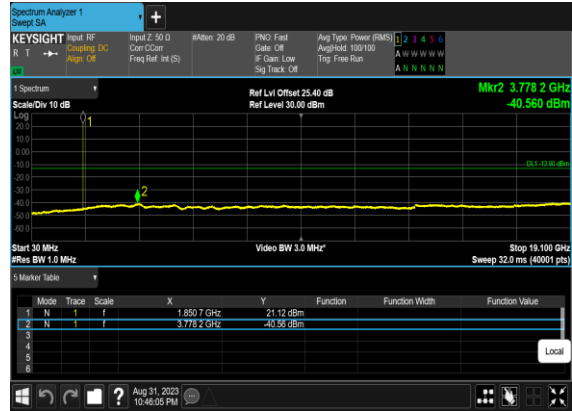 Spectrum Analyzer 1
Swept SA
+
KEYSIGHT Input: RF Input Z: 50 Ω #Atten: 20 dB PNO: Fast Avg Type: Power (RMS) 1 2 3 4 5 6
R T Coupling: DC Corr CCorr Gate: Off Avg|Hold: 100/100 A W W W W W
Align: Off Freq Ref: Int (S) IF Gain: Low Trig: Free Run
Sig Track: Off A N N N N N
1 Spectrum Ref Lvl Offset 25.40 dB Mkr2 3.778 2 GHz
Scale/Div 10 dB Ref Level 30.00 dBm -40.560 dBm
Log
1
20.0
10.0
0.00
-10.0
DL1 -13.00 dBm
-20.0
-30.0
2
-40.0
-50.0
-60.0
Start 30 MHz Video BW 3.0 MHz* Stop 19.100 GHz
#Res BW 1.0 MHz Sweep 32.0 ms (40001 pts)
5 Marker Table
Mode Trace Scale X Y Function Function Width Function Value
1 N 1 f 1.850 7 GHz 21.12 dBm
2 N 1 f 3.778 2 GHz -40.56 dBm
3
4
5
6
Local
? Aug 31, 2023
10:46:05 PM